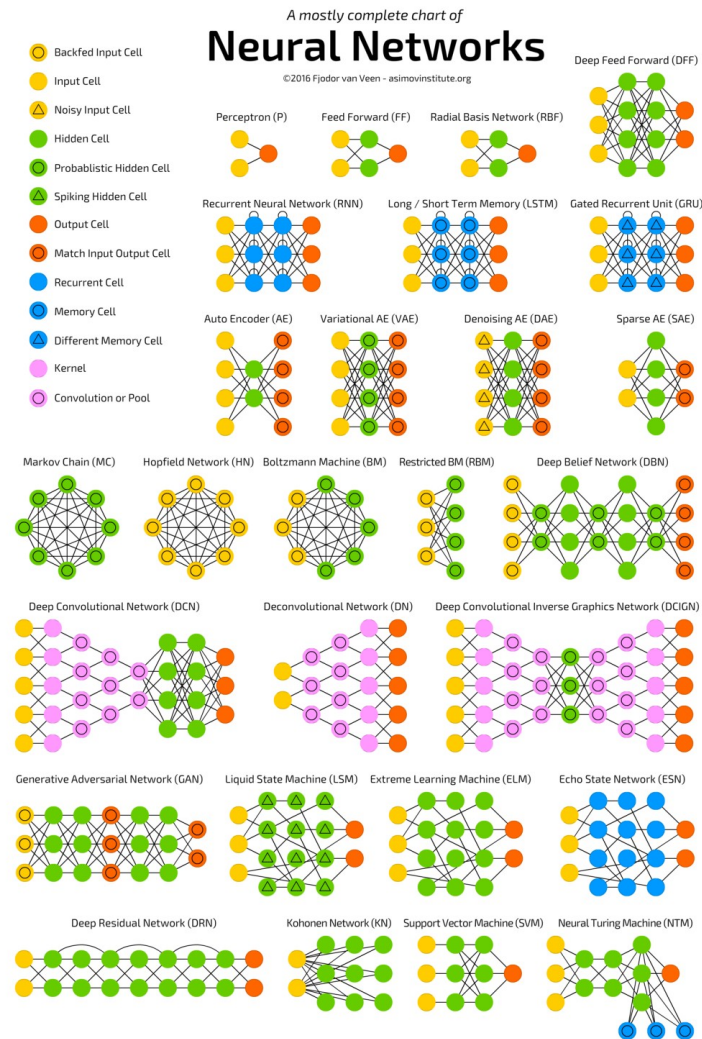 A mostly complete chart of
Neural Networks
©2016 Fjodor van Veen - asimovinstitute.org
Backfed Input Cell
Input Cell
Noisy Input Cell
Hidden Cell
Probablistic Hidden Cell
Spiking Hidden Cell
Output Cell
Match Input Output Cell
Recurrent Cell
Memory Cell
Different Memory Cell
Kernel
Convolution or Pool
Deep Feed Forward (DFF)
Perceptron (P)
Feed Forward (FF)
Radial Basis Network (RBF)
Recurrent Neural Network (RNN)
Long / Short Term Memory (LSTM)
Gated Recurrent Unit (GRU)
Auto Encoder (AE)
Variational AE (VAE)
Denoising AE (DAE)
Sparse AE (SAE)
Markov Chain (MC)
Hopfield Network (HN)
Boltzmann Machine (BM)
Restricted BM (RBM)
Deep Belief Network (DBN)
Deep Convolutional Network (DCN)
Deconvolutional Network (DN)
Deep Convolutional Inverse Graphics Network (DCIGN)
Generative Adversarial Network (GAN)
Liquid State Machine (LSM)
Extreme Learning Machine (ELM)
Echo State Network (ESN)
Deep Residual Network (DRN)
Kohonen Network (KN)
Support Vector Machine (SVM)
Neural Turing Machine (NTM)